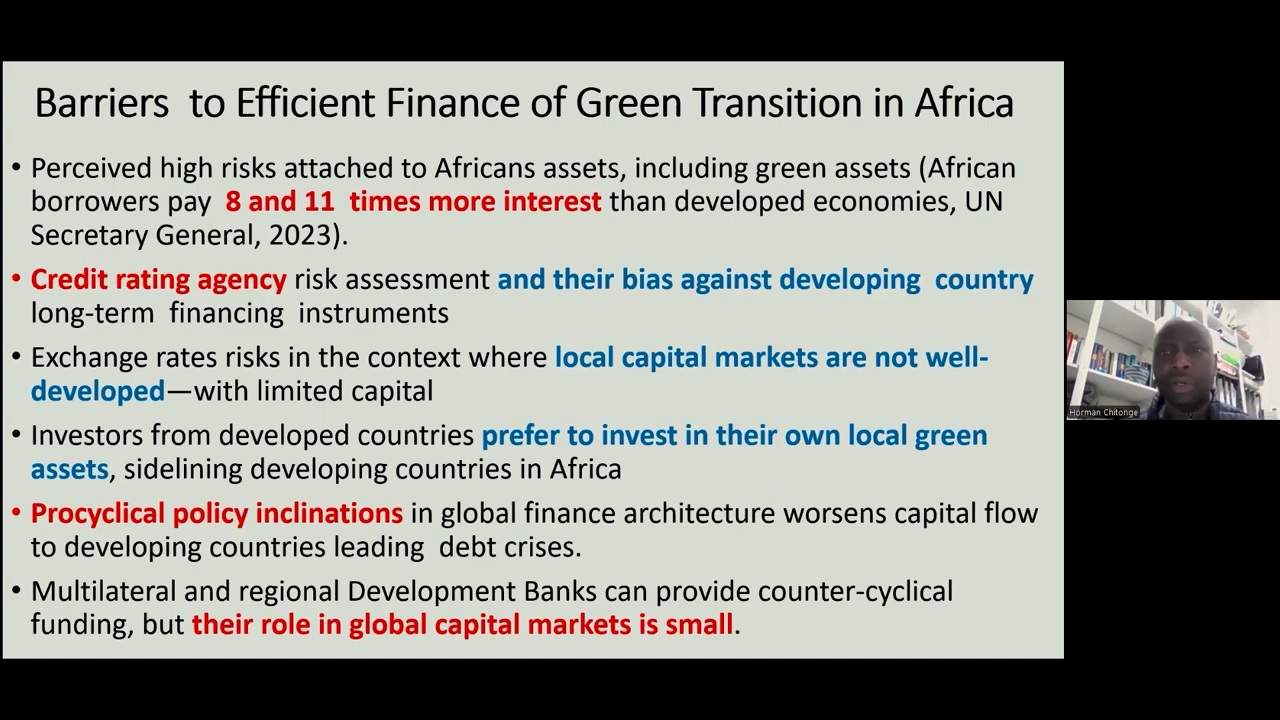 Barriers to Efficient Finance of Green Transition in Africa
• Perceived high risks attached to Africans assets, including green assets (African
borrowers pay 8 and 11 times more interest than developed economies, UN
Secretary General, 2023).
• Credit rating agency risk assessment and their bias against developing country
long-term financing instruments
• Exchange rates risks in the context where local capital markets are not well-
developed—with limited capital
• Investors from developed countries prefer to invest in their own local green
assets, sidelining developing countries in Africa
• Procyclical policy inclinations in global finance architecture worsens capital flow
to developing countries leading debt crises.
• Multilateral and regional Development Banks can provide counter-cyclical
funding, but their role in global capital markets is small.
Horman Chitonge